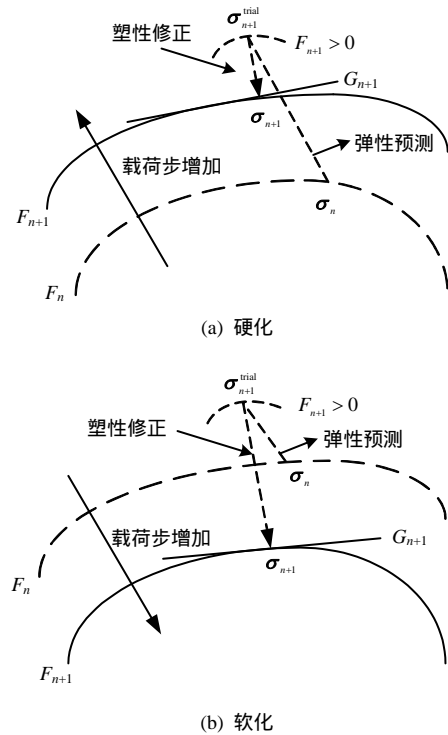 σ_{n+1}^{trial}
塑性修正
F_{n+1} > 0
G_{n+1}
σ_{n+1}
弹性预测
载荷步增加
σ_n
F_{n+1}
F_n
(a) 硬化
σ_{n+1}^{trial}
F_{n+1} > 0
塑性修正
弹性预测
σ_n
载荷步增加
G_{n+1}
F_n
σ_{n+1}
F_{n+1}
(b) 软化